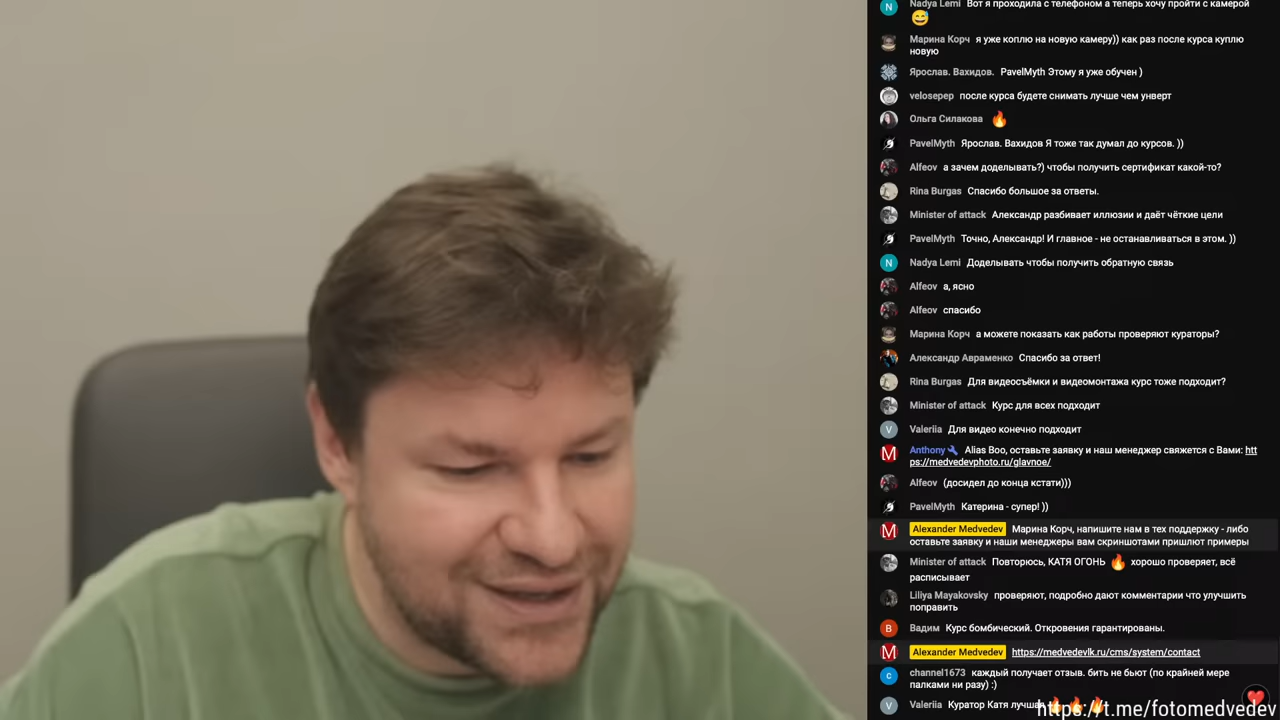 Nadya Lemi Вот я проходила с телефоном а теперь хочу пройти с камерой
😅
Марина Корч я уже коплю на новую камеру)) как раз после курса куплю
новую
Ярослав. Вахидов. PavelMyth Этому я уже обучен )
velosepep после курса будете снимать лучше чем унверт
Ольга Силакова 🔥
PavelMyth Ярослав. Вахидов Я тоже так думал до курсов. ))
Alfeov а зачем доделывать?) чтобы получить сертификат какой-то?
Rina Burgas Спасибо большое за ответы.
Minister of attack Александр разбивает иллюзии и даёт чёткие цели
PavelMyth Точно, Александр! И главное - не останавливаться в этом. ))
N Nadya Lemi Доделывать чтобы получить обратную связь
Alfeov а, ясно
Alfeov спасибо
Марина Корч а можете показать как работы проверяют кураторы?
Александр Авраменко Спасибо за ответ!
Rina Burgas Для видеосъёмки и видеомонтажа курс тоже подходит?
Minister of attack Курс для всех подходит
V Valeriia Для видео конечно подходит
M Anthony 🔧 Alias Boo, оставьте заявку и наш менеджер свяжется с Вами: htt
ps://medvedevphoto.ru/glavnoe/
Alfeov (досидел до конца кстати)))
PavelMyth Катерина - супер! ))
M Alexander Medvedev Марина Корч, напишите нам в тех поддержку - либо
оставьте заявку и наши менеджеры вам скриншотами пришлют примеры
Minister of attack Повторюсь, КАТЯ ОГОНЬ 🔥 хорошо проверяет, всё
расписывает
Liliya Mayakovsky проверяют, подробно дают комментарии что улучшить
поправить
В Вадим Курс бомбический. Откровения гарантированы.
M Alexander Medvedev https://medvedevlk.ru/cms/system/contact
c channel1673 каждый получает отзыв. бить не бьют (по крайней мере
палками ни разу) :)
V Valeriia Куратор Катя лучшая 🔥🔥🔥
https://t.me/fotomedvedev